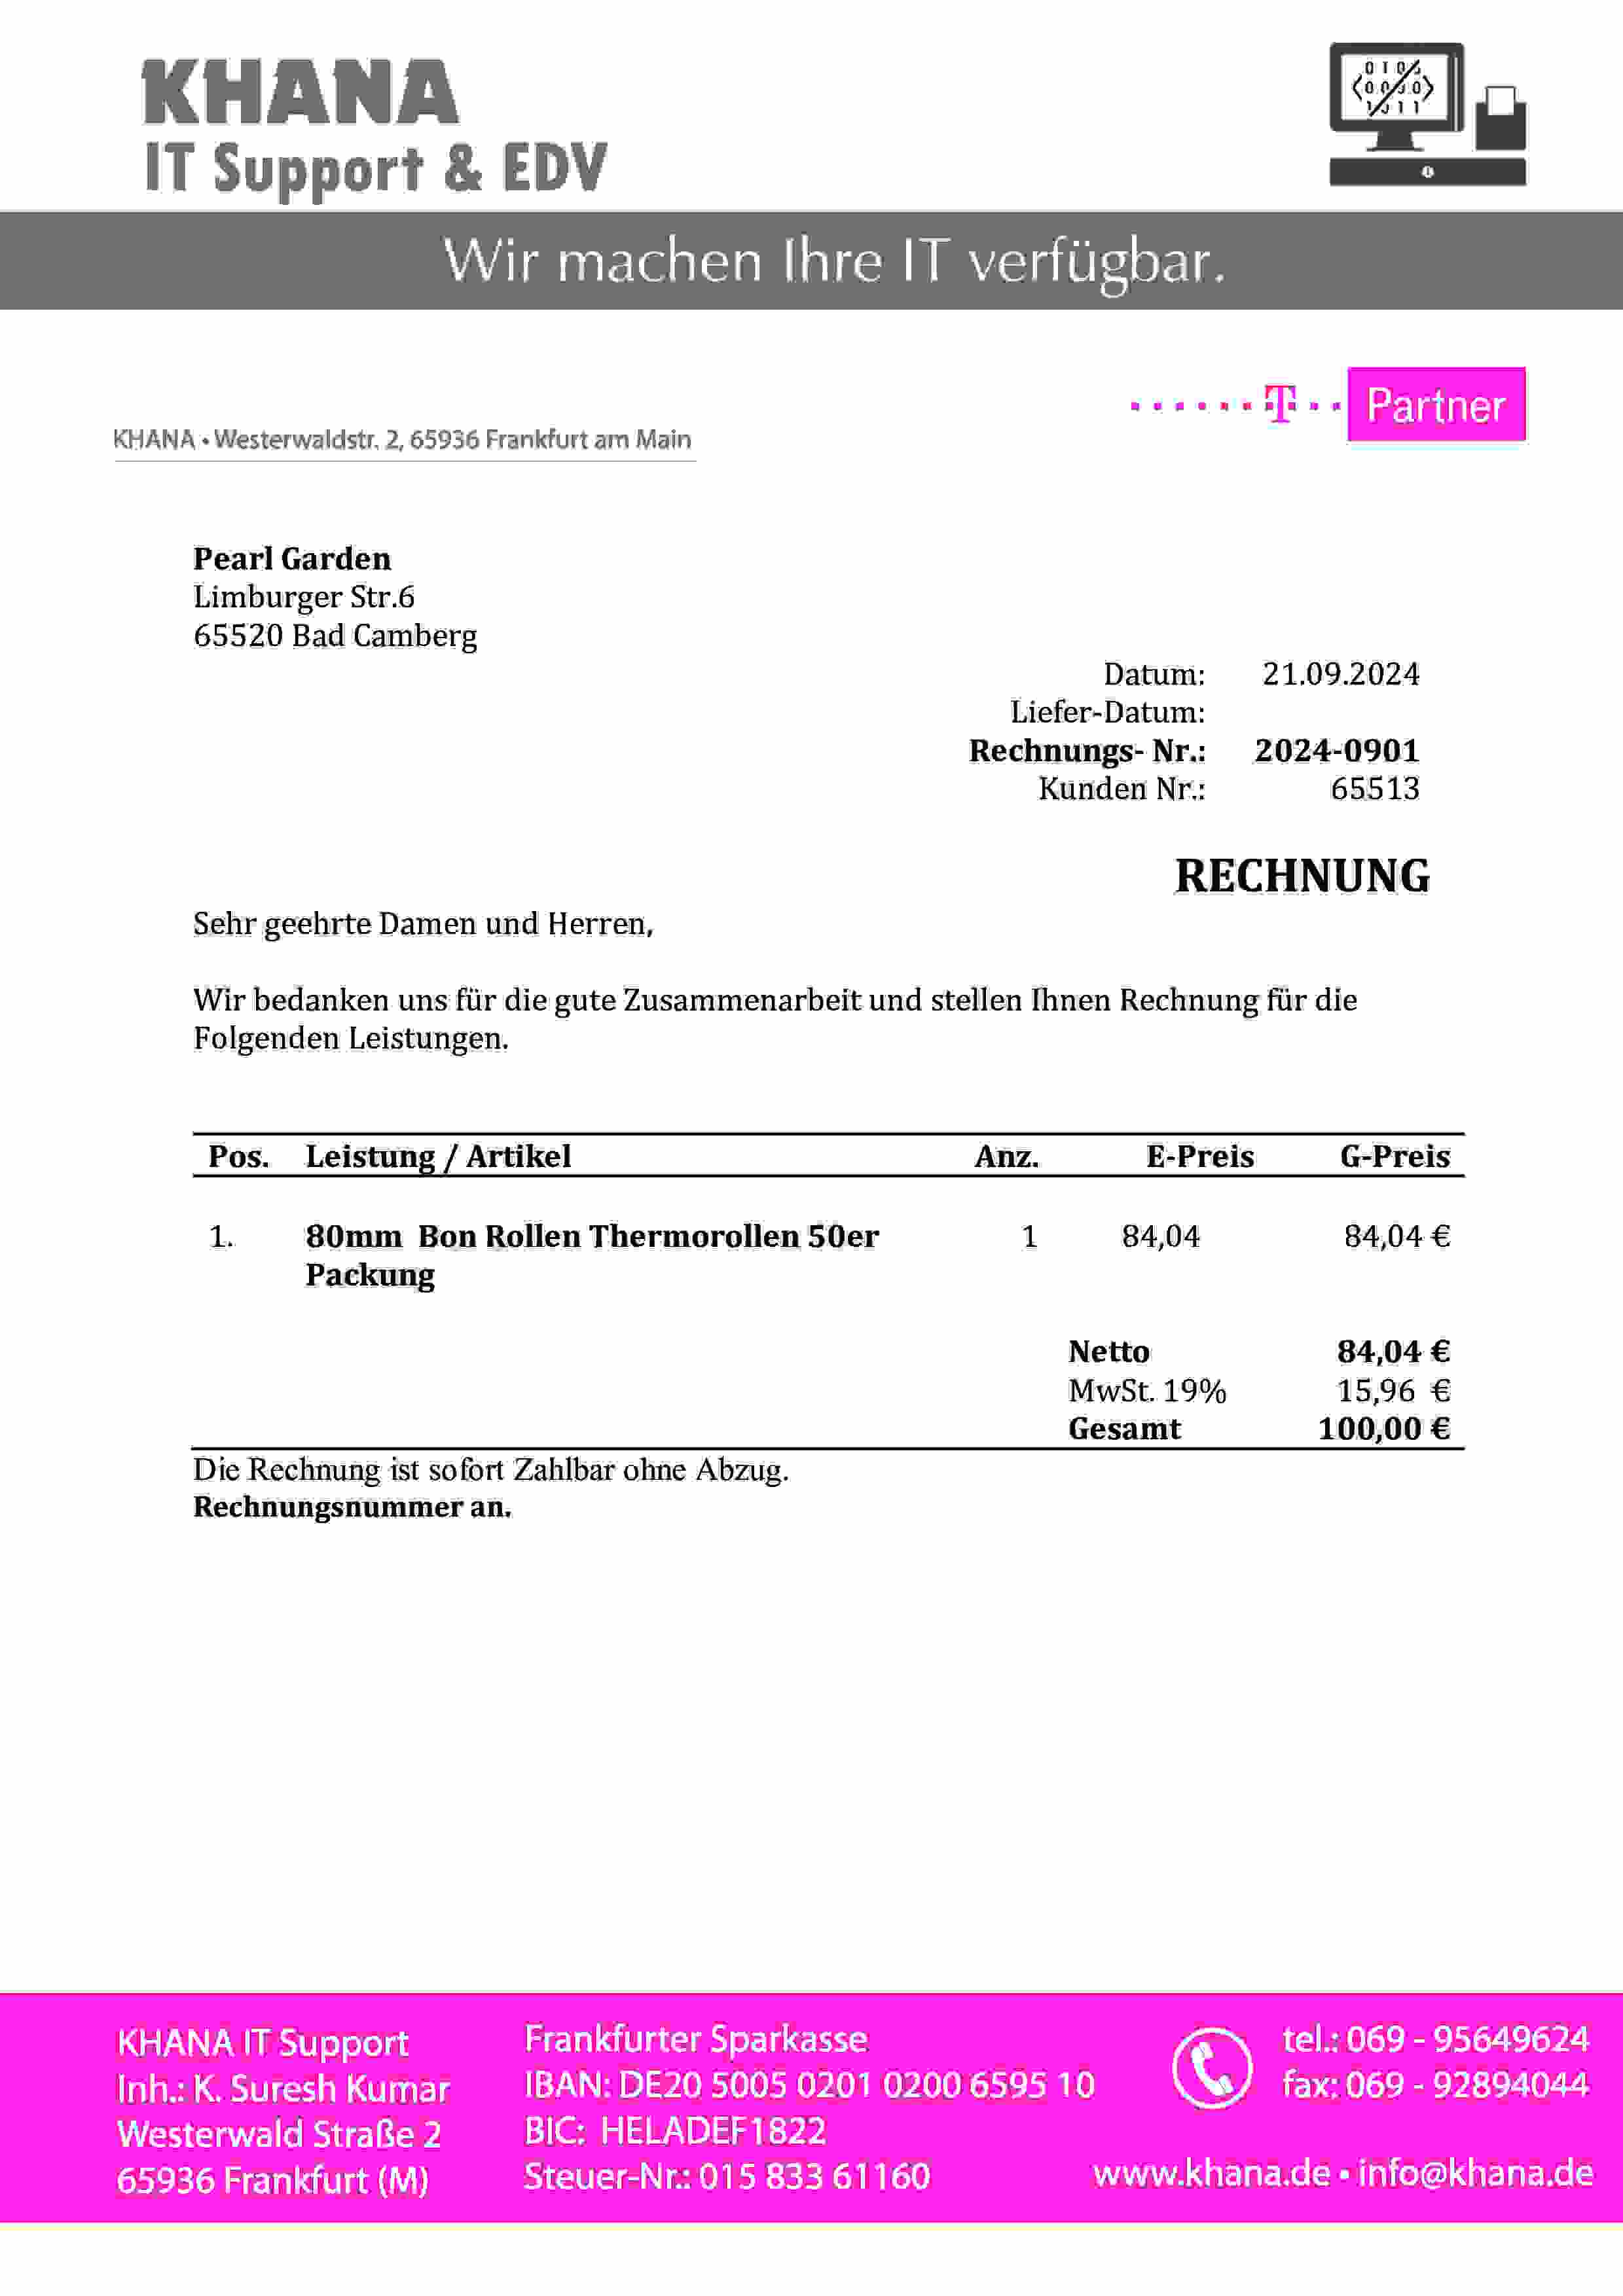 KHANA
IT Support & EDV
Wir machen Ihre IT verfügbar.
T Partner
KHANA • Westerwaldstr. 2, 65936 Frankfurt am Main
Pearl Garden
Limburger Str.6
65520 Bad Camberg
Datum: 21.09.2024
Liefer-Datum:
Rechnungs- Nr.: 2024-0901
Kunden Nr.: 65513
RECHNUNG
Sehr geehrte Damen und Herren,
Wir bedanken uns für die gute Zusammenarbeit und stellen Ihnen Rechnung für die
Folgenden Leistungen.
Pos. Leistung / Artikel Anz. E-Preis G-Preis
1. 80mm Bon Rollen Thermorollen 50er 1 84,04 84,04 €
Packung
Netto 84,04 €
MwSt. 19% 15,96 €
Gesamt 100,00 €
Die Rechnung ist sofort Zahlbar ohne Abzug.
Rechnungsnummer an.
KHANA IT Support
Inh.: K. Suresh Kumar
Westerwald Straße 2
65936 Frankfurt (M)
Frankfurter Sparkasse
IBAN: DE20 5005 0201 0200 6595 10
BIC: HELADEF1822
Steuer-Nr.: 015 833 61160
tel.: 069 - 95649624
fax: 069 - 92894044
www.khana.de • info@khana.de